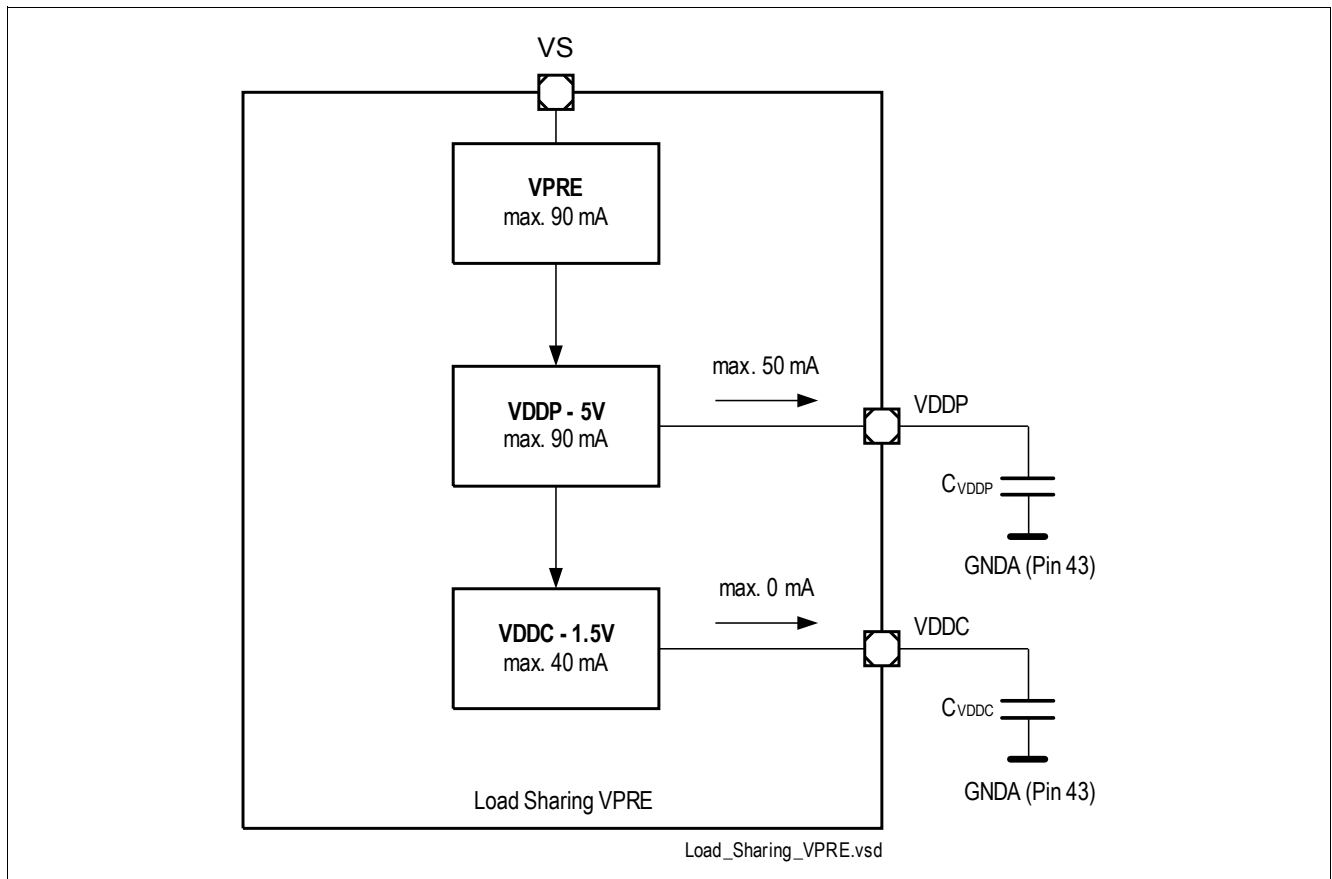 VS
VPRE
max. 90 mA
max. 50 mA
VDDP
VDDP - 5V
max. 90 mA
CVDDP
GNDA (Pin 43)
max. 0 mA
VDDC
VDDC - 1.5V
max. 40 mA
CVDDC
GNDA (Pin 43)
Load Sharing VPRE
Load_Sharing_VPRE.vsd